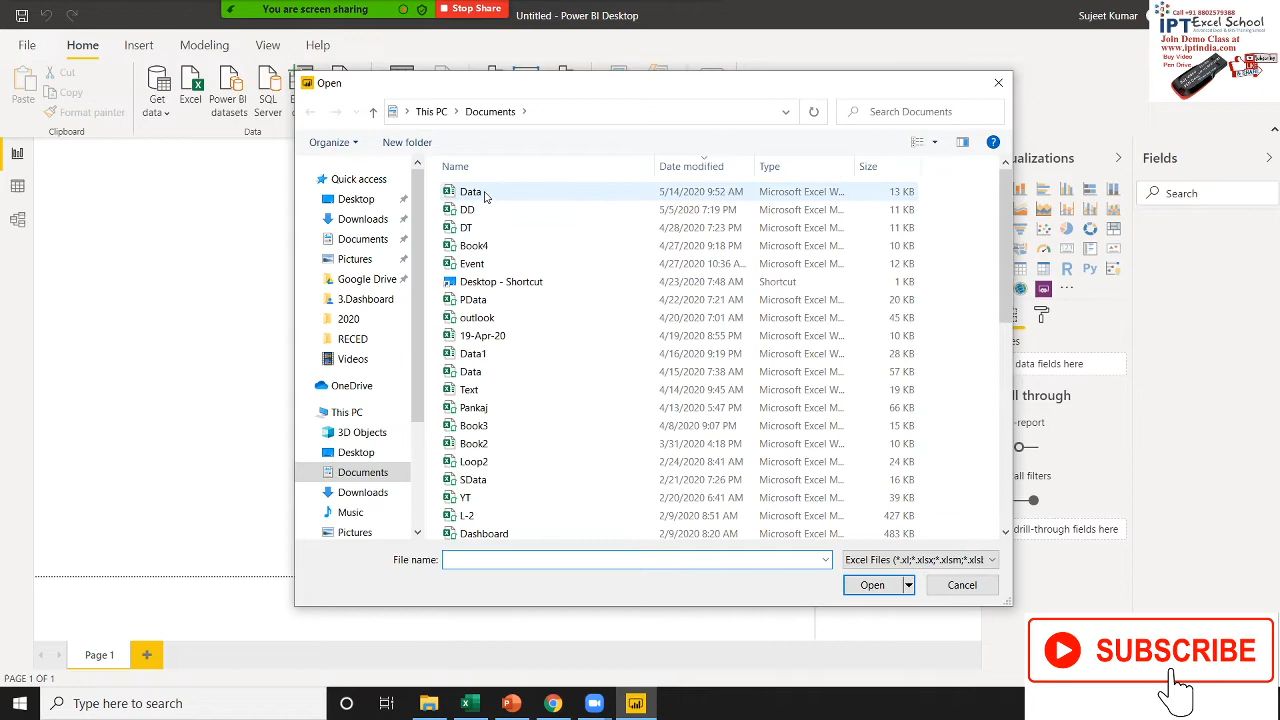 You are screen sharing
Stop Share
Untitled - Power BI Desktop
Sujeet Kumar
Call +91 8802579388
IPT Excel School
Join Demo Class at
www.iptindia.com
Buy Video
Pen Drive
File
Home
Insert
Modeling
View
Help
Paste
Cut
Copy
Format painter
Clipboard
Get
data
Excel
Power BI
SQL
Data
Open
This PC
Documents
Search Documents
Organize
New folder
Name
Date modified
Type
Size
Quick access
Desktop
Downloads
Documents
Pictures
Google Drive
3.Dashboard
2020
RECED
Videos
OneDrive
This PC
3D Objects
Desktop
Documents
Downloads
Music
Pictures
Data 5/14/2020 9:52 AM Microsoft Excel W... 13 KB
DD 5/5/2020 7:19 PM Microsoft Excel M... 11 KB
DT 4/28/2020 7:23 PM Microsoft Excel M... 11 KB
Book4 4/27/2020 9:18 PM Microsoft Excel M... 10 KB
Event 4/27/2020 10:36 A... Microsoft Excel M... 12 KB
Desktop - Shortcut 4/23/2020 7:48 AM Shortcut 1 KB
PData 4/22/2020 7:21 AM Microsoft Excel M... 20 KB
outlook 4/20/2020 7:01 AM Microsoft Excel M... 45 KB
19-Apr-20 4/19/2020 8:55 PM Microsoft Excel W... 10 KB
Data1 4/16/2020 9:19 PM Microsoft Excel W... 28 KB
Data 4/15/2020 7:38 AM Microsoft Excel M... 57 KB
Text 4/14/2020 9:45 AM Microsoft Excel W... 19 KB
Pankaj 4/13/2020 5:47 PM Microsoft Excel M... 66 KB
Book3 4/8/2020 9:07 PM Microsoft Excel M... 15 KB
Book2 3/31/2020 4:18 PM Microsoft Excel W... 10 KB
Loop2 2/24/2020 8:41 AM Microsoft Excel M... 24 KB
SData 2/21/2020 7:26 PM Microsoft Excel M... 16 KB
YT 2/20/2020 6:41 AM Microsoft Excel M... 39 KB
L-2 2/9/2020 8:51 AM Microsoft Excel M... 427 KB
Dashboard 2/9/2020 8:20 AM Microsoft Excel M... 483 KB
File name:
Excel Files (*.xl;*.xlsx;*.xlsm;*.xlsl
Open
Cancel
ualizations
Fields
Search
R
Py
es
data fields here
ll through
-report
all filters
drill-through fields here
Page 1
PAGE 1 OF 1
SUBSCRIBE
Type here to search